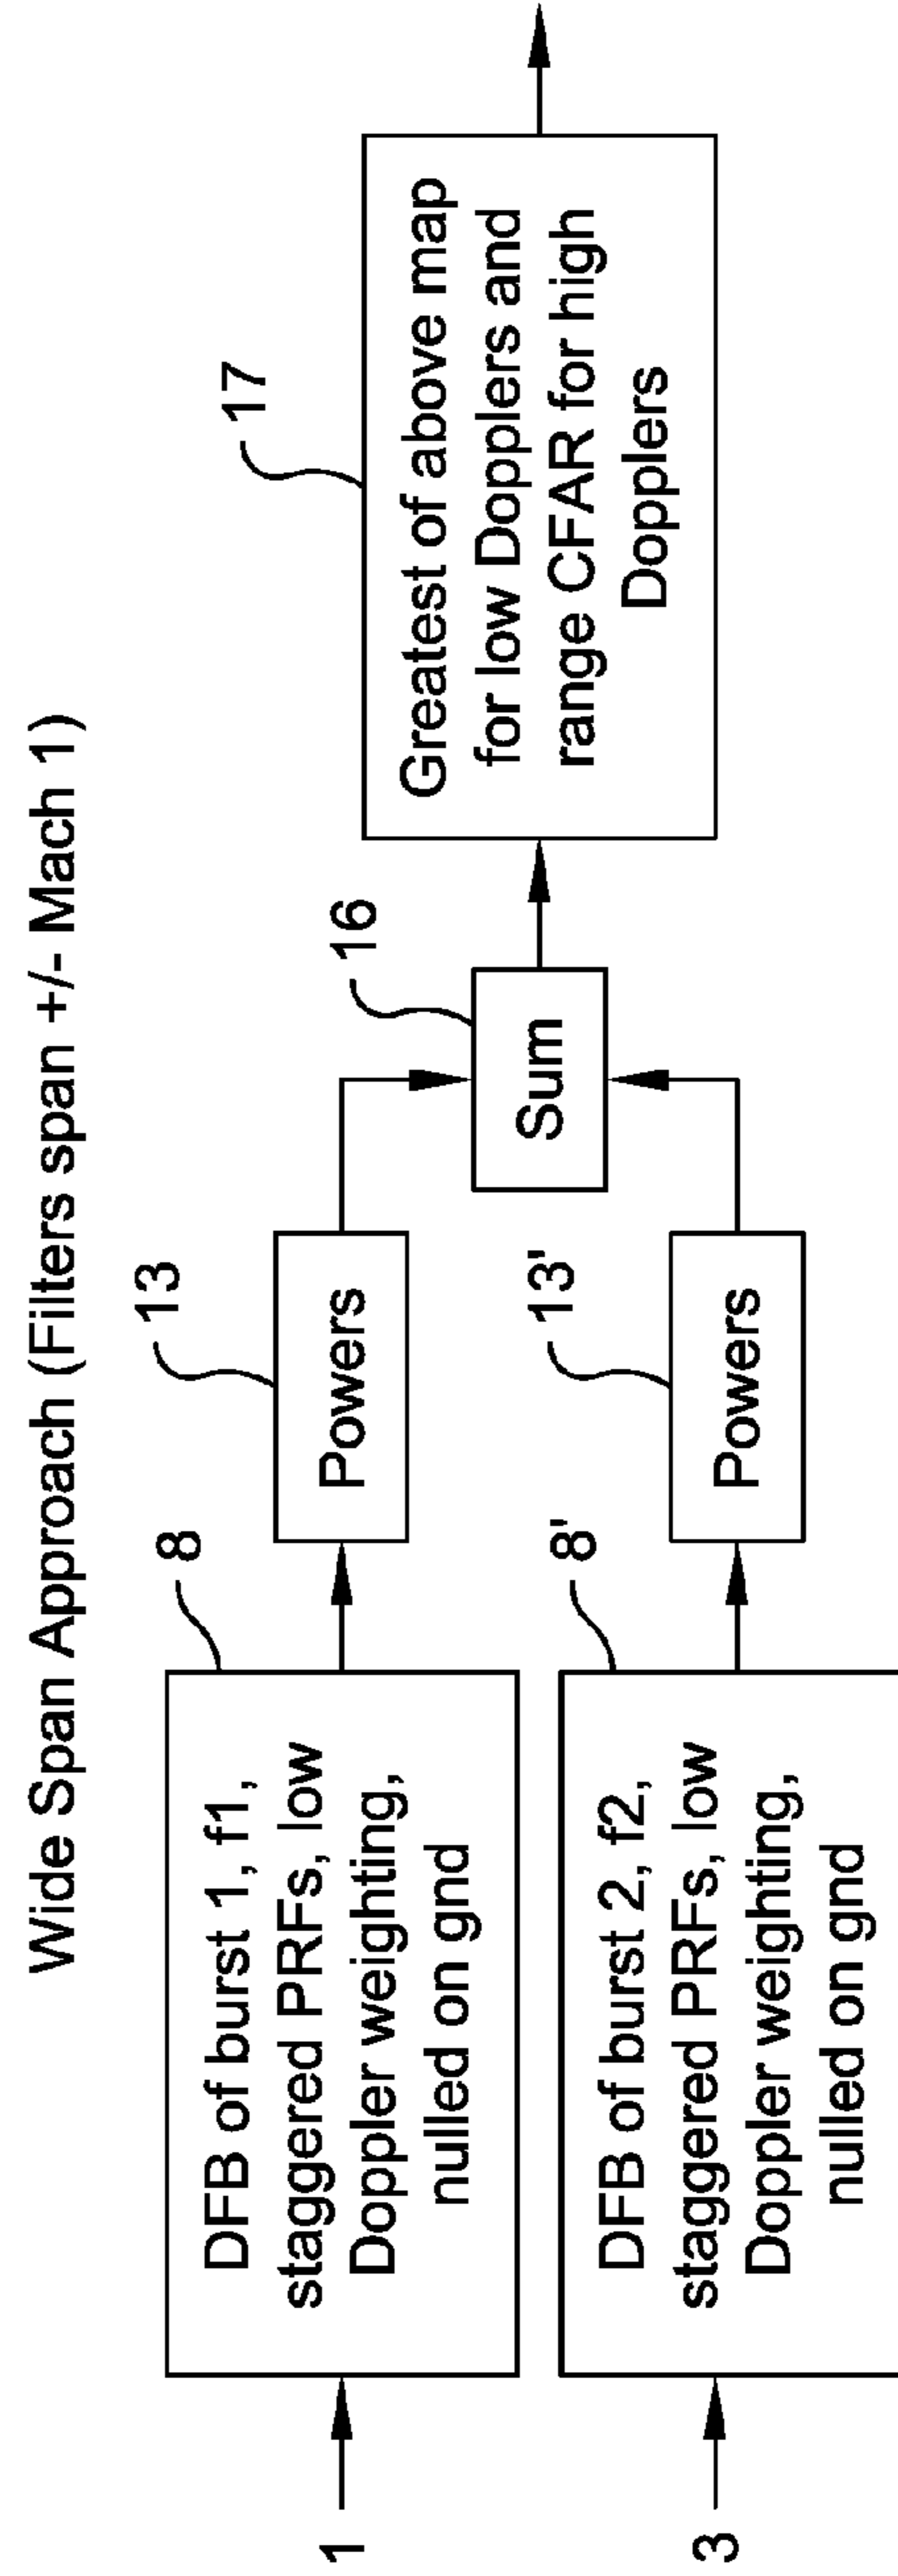 Wide Span Approach (Filters span +/- Mach 1)
1
DFB of burst 1, f1,
staggered PRFs, low
Doppler weighting,
nulled on gnd
8
Powers
13
3
DFB of burst 2, f2,
staggered PRFs, low
Doppler weighting,
nulled on gnd
8'
Powers
13'
Sum
16
Greatest of above map
for low Dopplers and
range CFAR for high
Dopplers
17